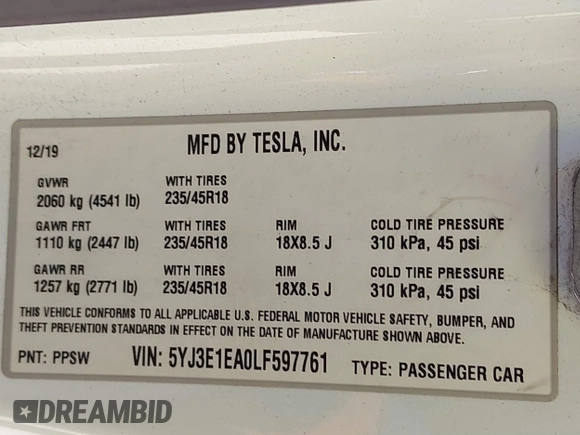 12/19 MFD BY TESLA, INC.
GVWR WITH TIRES
2060 kg (4541 lb) 235/45R18
GAWR FRT WITH TIRES RIM COLD TIRE PRESSURE
1110 kg (2447 lb) 235/45R18 18X8.5 J 310 kPa, 45 psi
GAWR RR WITH TIRES RIM COLD TIRE PRESSURE
1257 kg (2771 lb) 235/45R18 18X8.5 J 310 kPa, 45 psi
THIS VEHICLE CONFORMS TO ALL APPLICABLE U.S. FEDERAL MOTOR VEHICLE SAFETY, BUMPER, AND
THEFT PREVENTION STANDARDS IN EFFECT ON THE DATE OF MANUFACTURE SHOWN ABOVE.
PNT: PPSW VIN: 5YJ3E1EA0LF597761 TYPE: PASSENGER CAR
DREAMBID